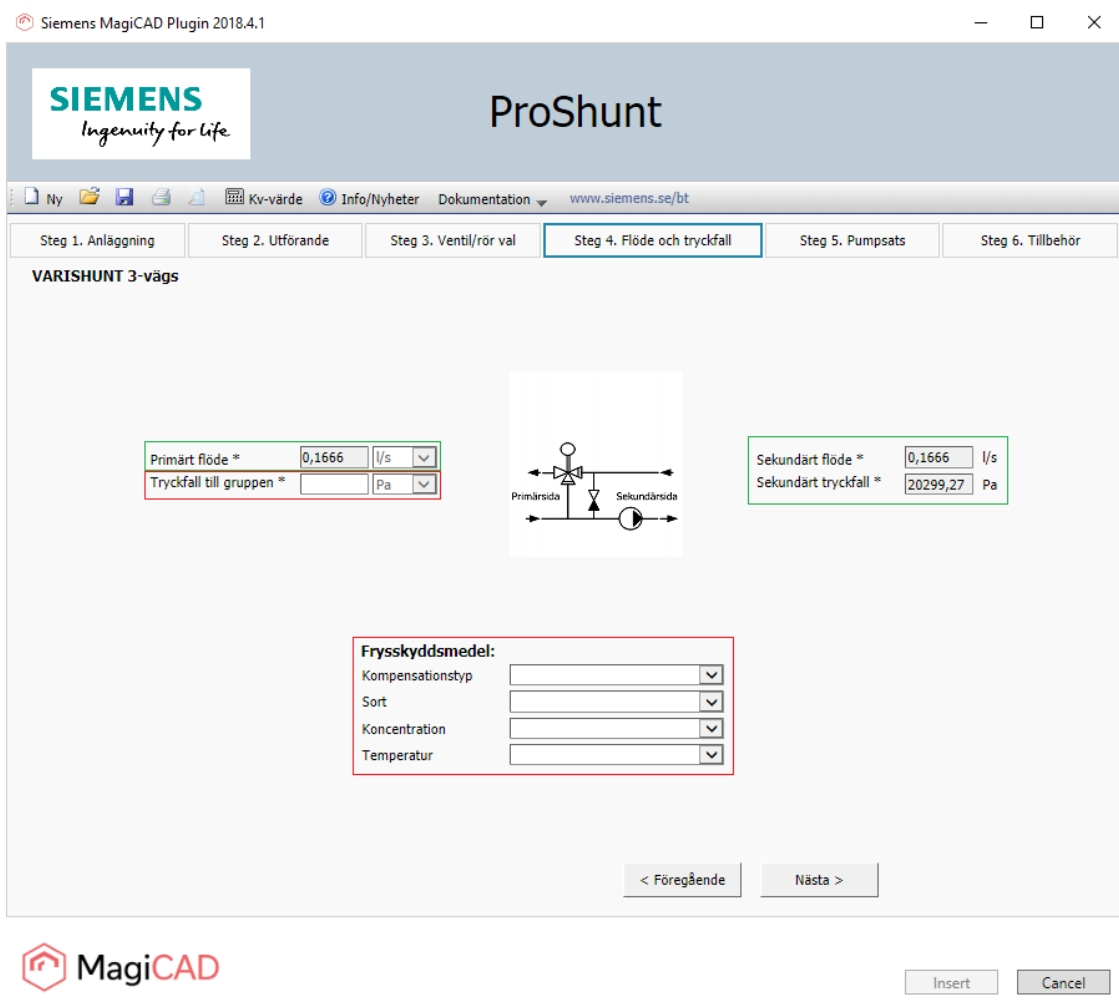 Siemens MagiCAD Plugin 2018.4.1
SIEMENS
Ingenuity for life
ProShunt
Ny Kv-värde Info/Nyheter Dokumentation www.siemens.se/bt
Steg 1. Anläggning Steg 2. Utförande Steg 3. Ventil/rör val Steg 4. Flöde och tryckfall Steg 5. Pumpsats Steg 6. Tillbehör
VARISHUNT 3-vägs
Primärt flöde * 0,1666 l/s
Tryckfall till gruppen * Pa
Primärsida Sekundärsida
Sekundärt flöde * 0,1666 l/s
Sekundärt tryckfall * 20299,27 Pa
Frysskyddsmedel:
Kompensationstyp
Sort
Koncentration
Temperatur
< Föregående Nästa >
MagiCAD
Insert Cancel